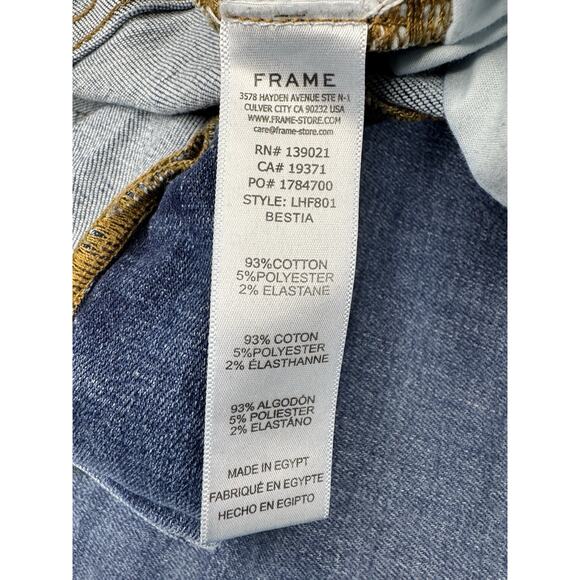 FRAME
3578 HAYDEN AVENUE STE N-1
CULVER CITY CA 90232 USA
WWW.FRAME-STORE.COM
care@frame-store.com
RN# 139021
CA# 19371
PO# 1784700
STYLE: LHF801
BESTIA
93%COTTON
5%POLYESTER
2% ELASTANE
93% COTON
5%POLYESTER
2% ÉLASTHANNE
93% ALGODÓN
5% POLIESTER
2% ELASTÁNO
MADE IN EGYPT
FABRIQUÉ EN EGYPTE
HECHO EN EGIPTO